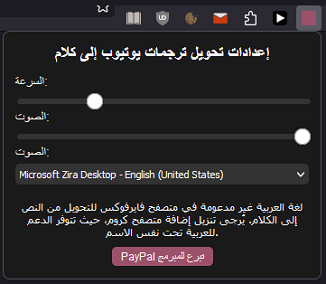 إعدادات تحويل ترجمات يوتيوب إلى كلام
السرعة:
الصوت:
الصوت:
Microsoft Zira Desktop - English (United States)
لغة العربية غير مدعومة في متصفح فايرفوكس للتحويل من النص
إلى الكلام. يُرجى تنزيل إضافة متصفح كروم، حيث تتوفر الدعم
للعربية تحت نفس الاسم.
تبرع للمبرمج PayPal